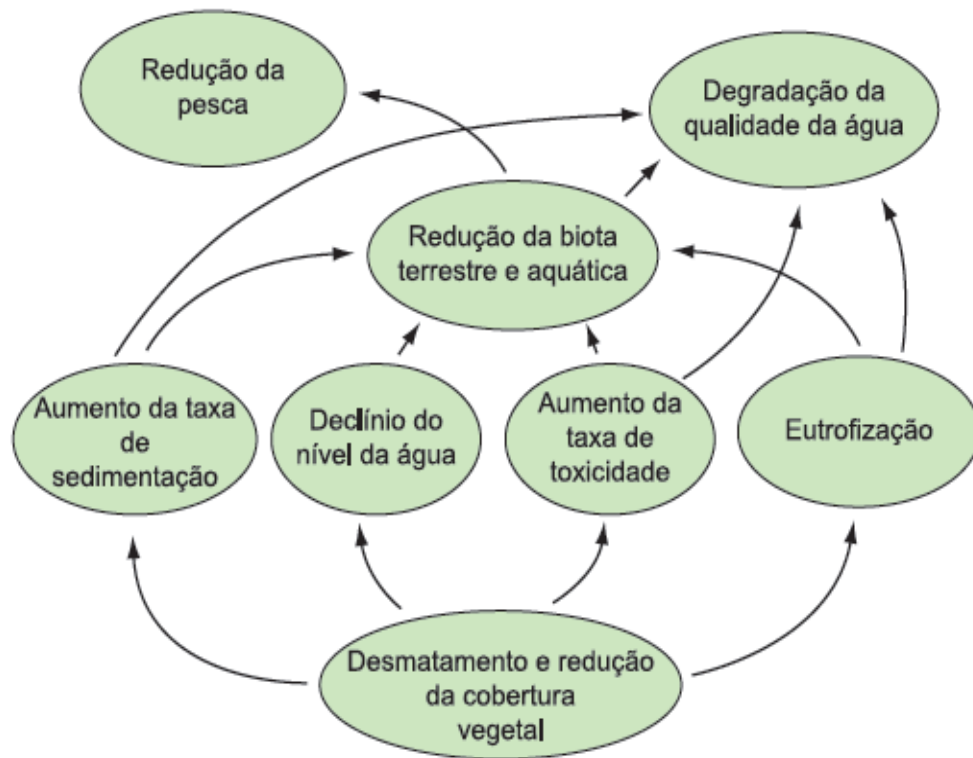 Redução da
pesca
Degradação da
qualidade da água
Redução da biota
terrestre e aquática
Aumento da taxa
de
sedimentação
Declínio do
nível da água
Aumento da
taxa de
toxicidade
Eutrofização
Desmatamento e redução
da cobertura
vegetal